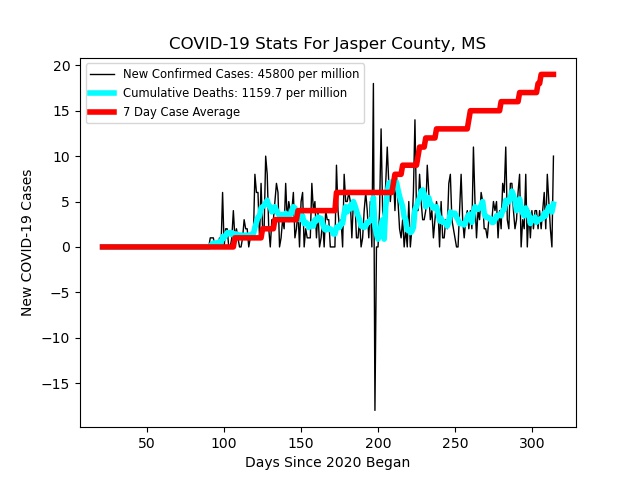 COVID-19 Stats For Jasper County, MS
New Confirmed Cases: 45800 per million
Cumulative Deaths: 1159.7 per million
7 Day Case Average
New COVID-19 Cases
20
15
10
5
0
−5
−10
−15
50 100 150 200 250 300
Days Since 2020 Began